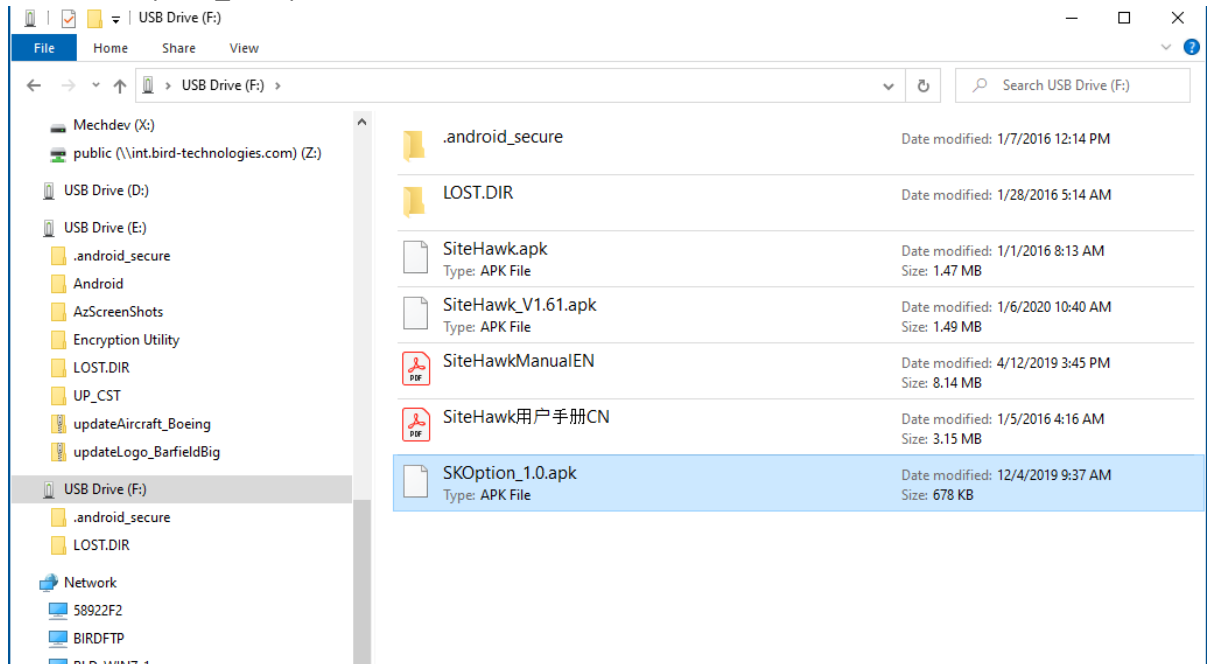 USB Drive (F:)
File Home Share View
USB Drive (F:)
Search USB Drive (F:)
Mechdev (X:)
public (\\int.bird-technologies.com) (Z:)
USB Drive (D:)
USB Drive (E:)
.android_secure
Android
AzScreenShots
Encryption Utility
LOST.DIR
UP_CST
updateAircraft_Boeing
updateLogo_BarfieldBig
USB Drive (F:)
.android_secure
LOST.DIR
Network
58922F2
BIRDFTP
.android_secure Date modified: 1/7/2016 12:14 PM
LOST.DIR Date modified: 1/28/2016 5:14 AM
SiteHawk.apk Date modified: 1/1/2016 8:13 AM
Type: APK File Size: 1.47 MB
SiteHawk_V1.61.apk Date modified: 1/6/2020 10:40 AM
Type: APK File Size: 1.49 MB
SiteHawkManualEN Date modified: 4/12/2019 3:45 PM
PDF Size: 8.14 MB
SiteHawk用户手册CN Date modified: 1/5/2016 4:16 AM
PDF Size: 3.15 MB
SKOption_1.0.apk Date modified: 12/4/2019 9:37 AM
Type: APK File Size: 678 KB